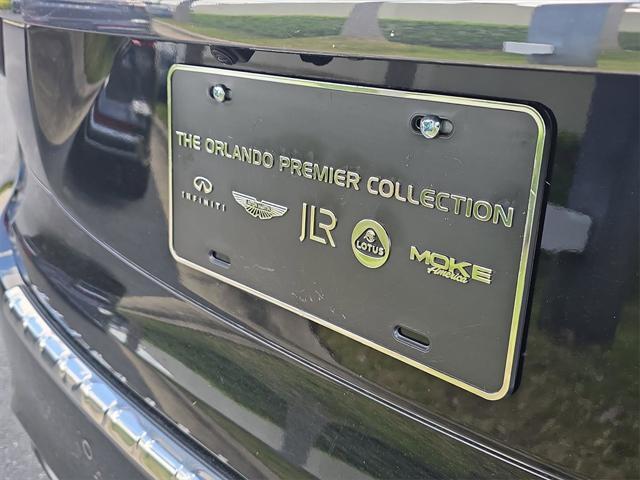 THE ORLANDO PREMIER COLLECTION
INFINITI
JLR
LOTUS
MOKE
America